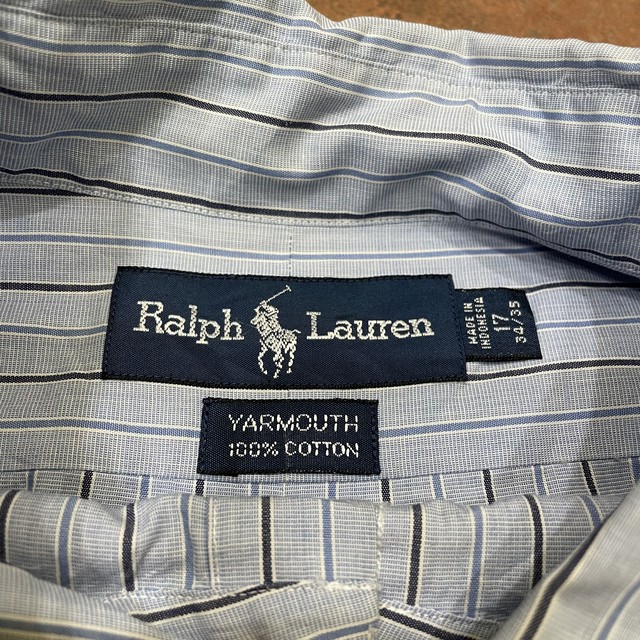 Ralph Lauren
MADE IN
INDONESIA
17
34/35
YARMOUTH
100% COTTON